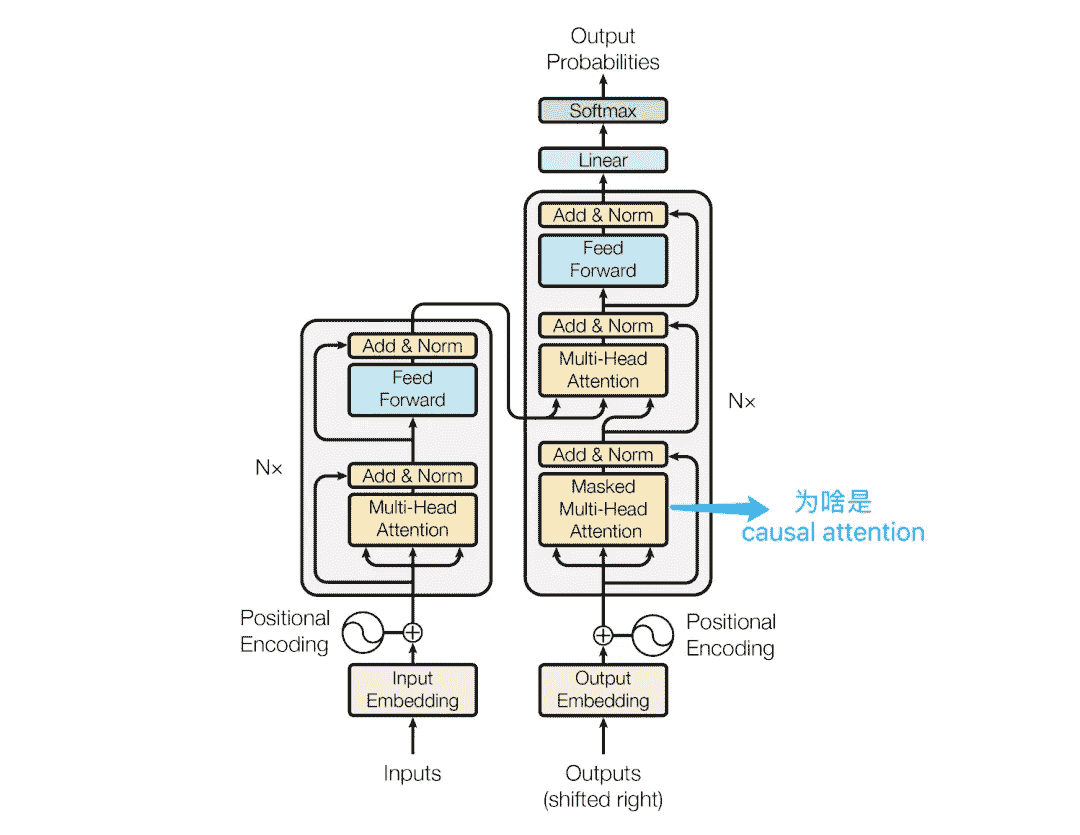 Output
Probabilities
Softmax
Linear
Add & Norm
Feed
Forward
Add & Norm
Multi-Head
Attention
N×
Add & Norm
Masked
Multi-Head
Attention
为啥是
causal attention
Add & Norm
Feed
Forward
N×
Add & Norm
Multi-Head
Attention
Positional
Encoding
Positional
Encoding
Input
Embedding
Output
Embedding
Inputs
Outputs
(shifted right)